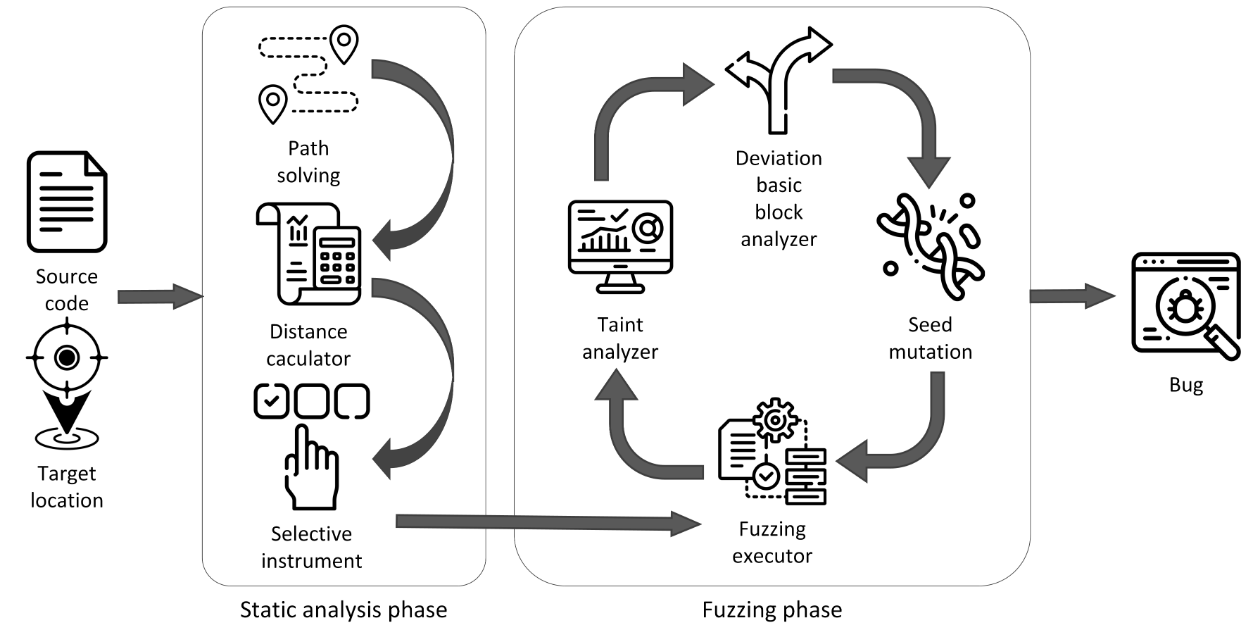 Source
code
Target
location
Path
solving
Distance
caculator
Selective
instrument
Static analysis phase
Deviation
basic
block
analyzer
Taint
analyzer
Seed
mutation
Fuzzing
executor
Fuzzing phase
Bug